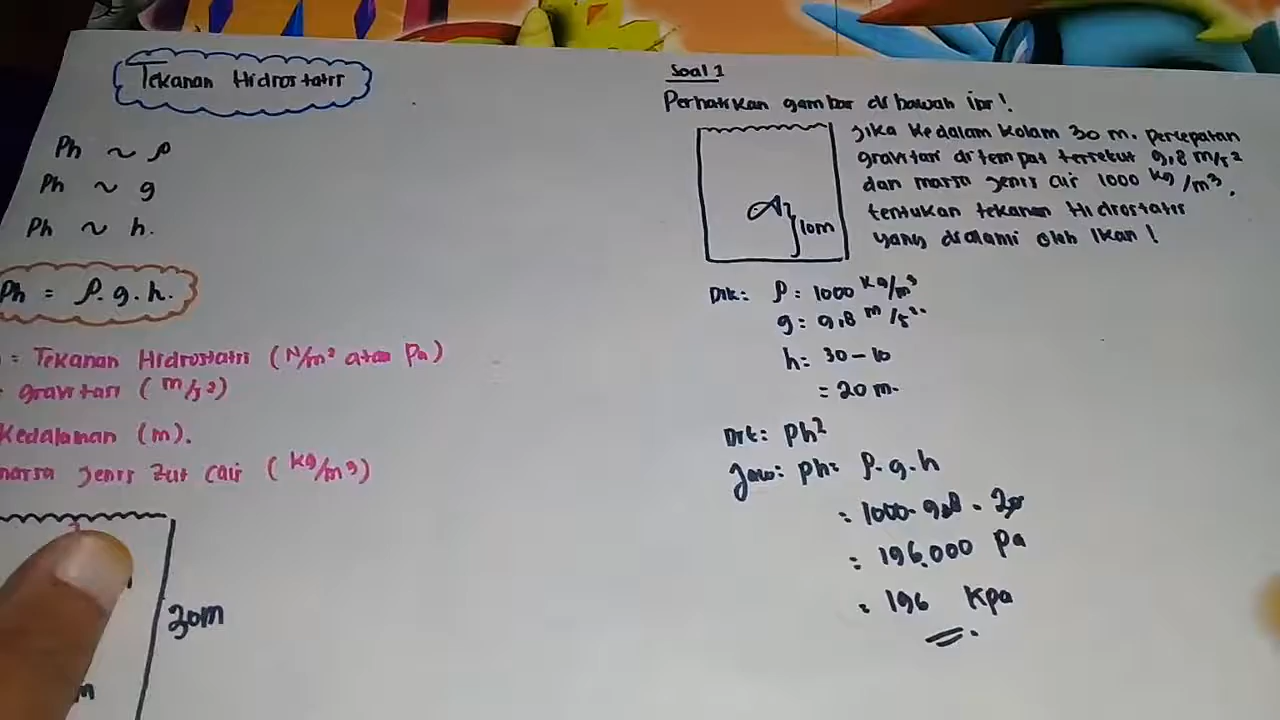 Tekanan Hidrostatis
Ph ~ ρ
Ph ~ g
Ph ~ h.
Ph = ρ.g.h.
= Tekanan Hidrostatis (N/m² atau Pa)
gravitasi (m/s²)
Kedalaman (m).
massa jenis zat cair (kg/m³)
30m
m
Soal 1
Perhatikan gambar di bawah ini!
Jika Kedalam Kolam 30 m. percepatan
gravitasi di tempat tersebut 9,8 m/s²
dan massa jenis air 1000 kg/m³.
tentukan tekanan Hidrostatis
yang dialami oleh Ikan!
10m
Dik: ρ = 1000 kg/m³
g = 9,8 m/s².
h = 30 - 10
= 20 m.
Dit: Ph?
Jaw: Ph = ρ.g.h
= 1000. 9,8 . 20
= 196.000 Pa
= 196 Kpa